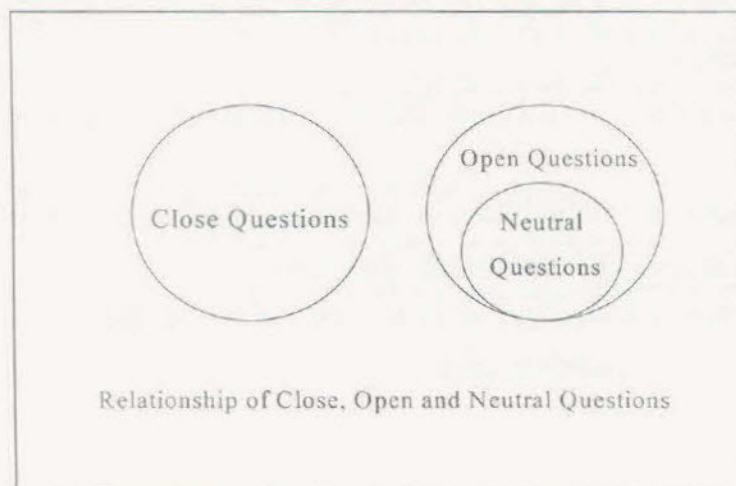 Open Questions
Close Questions
Neutral
Questions
Relationship of Close, Open and Neutral Questions